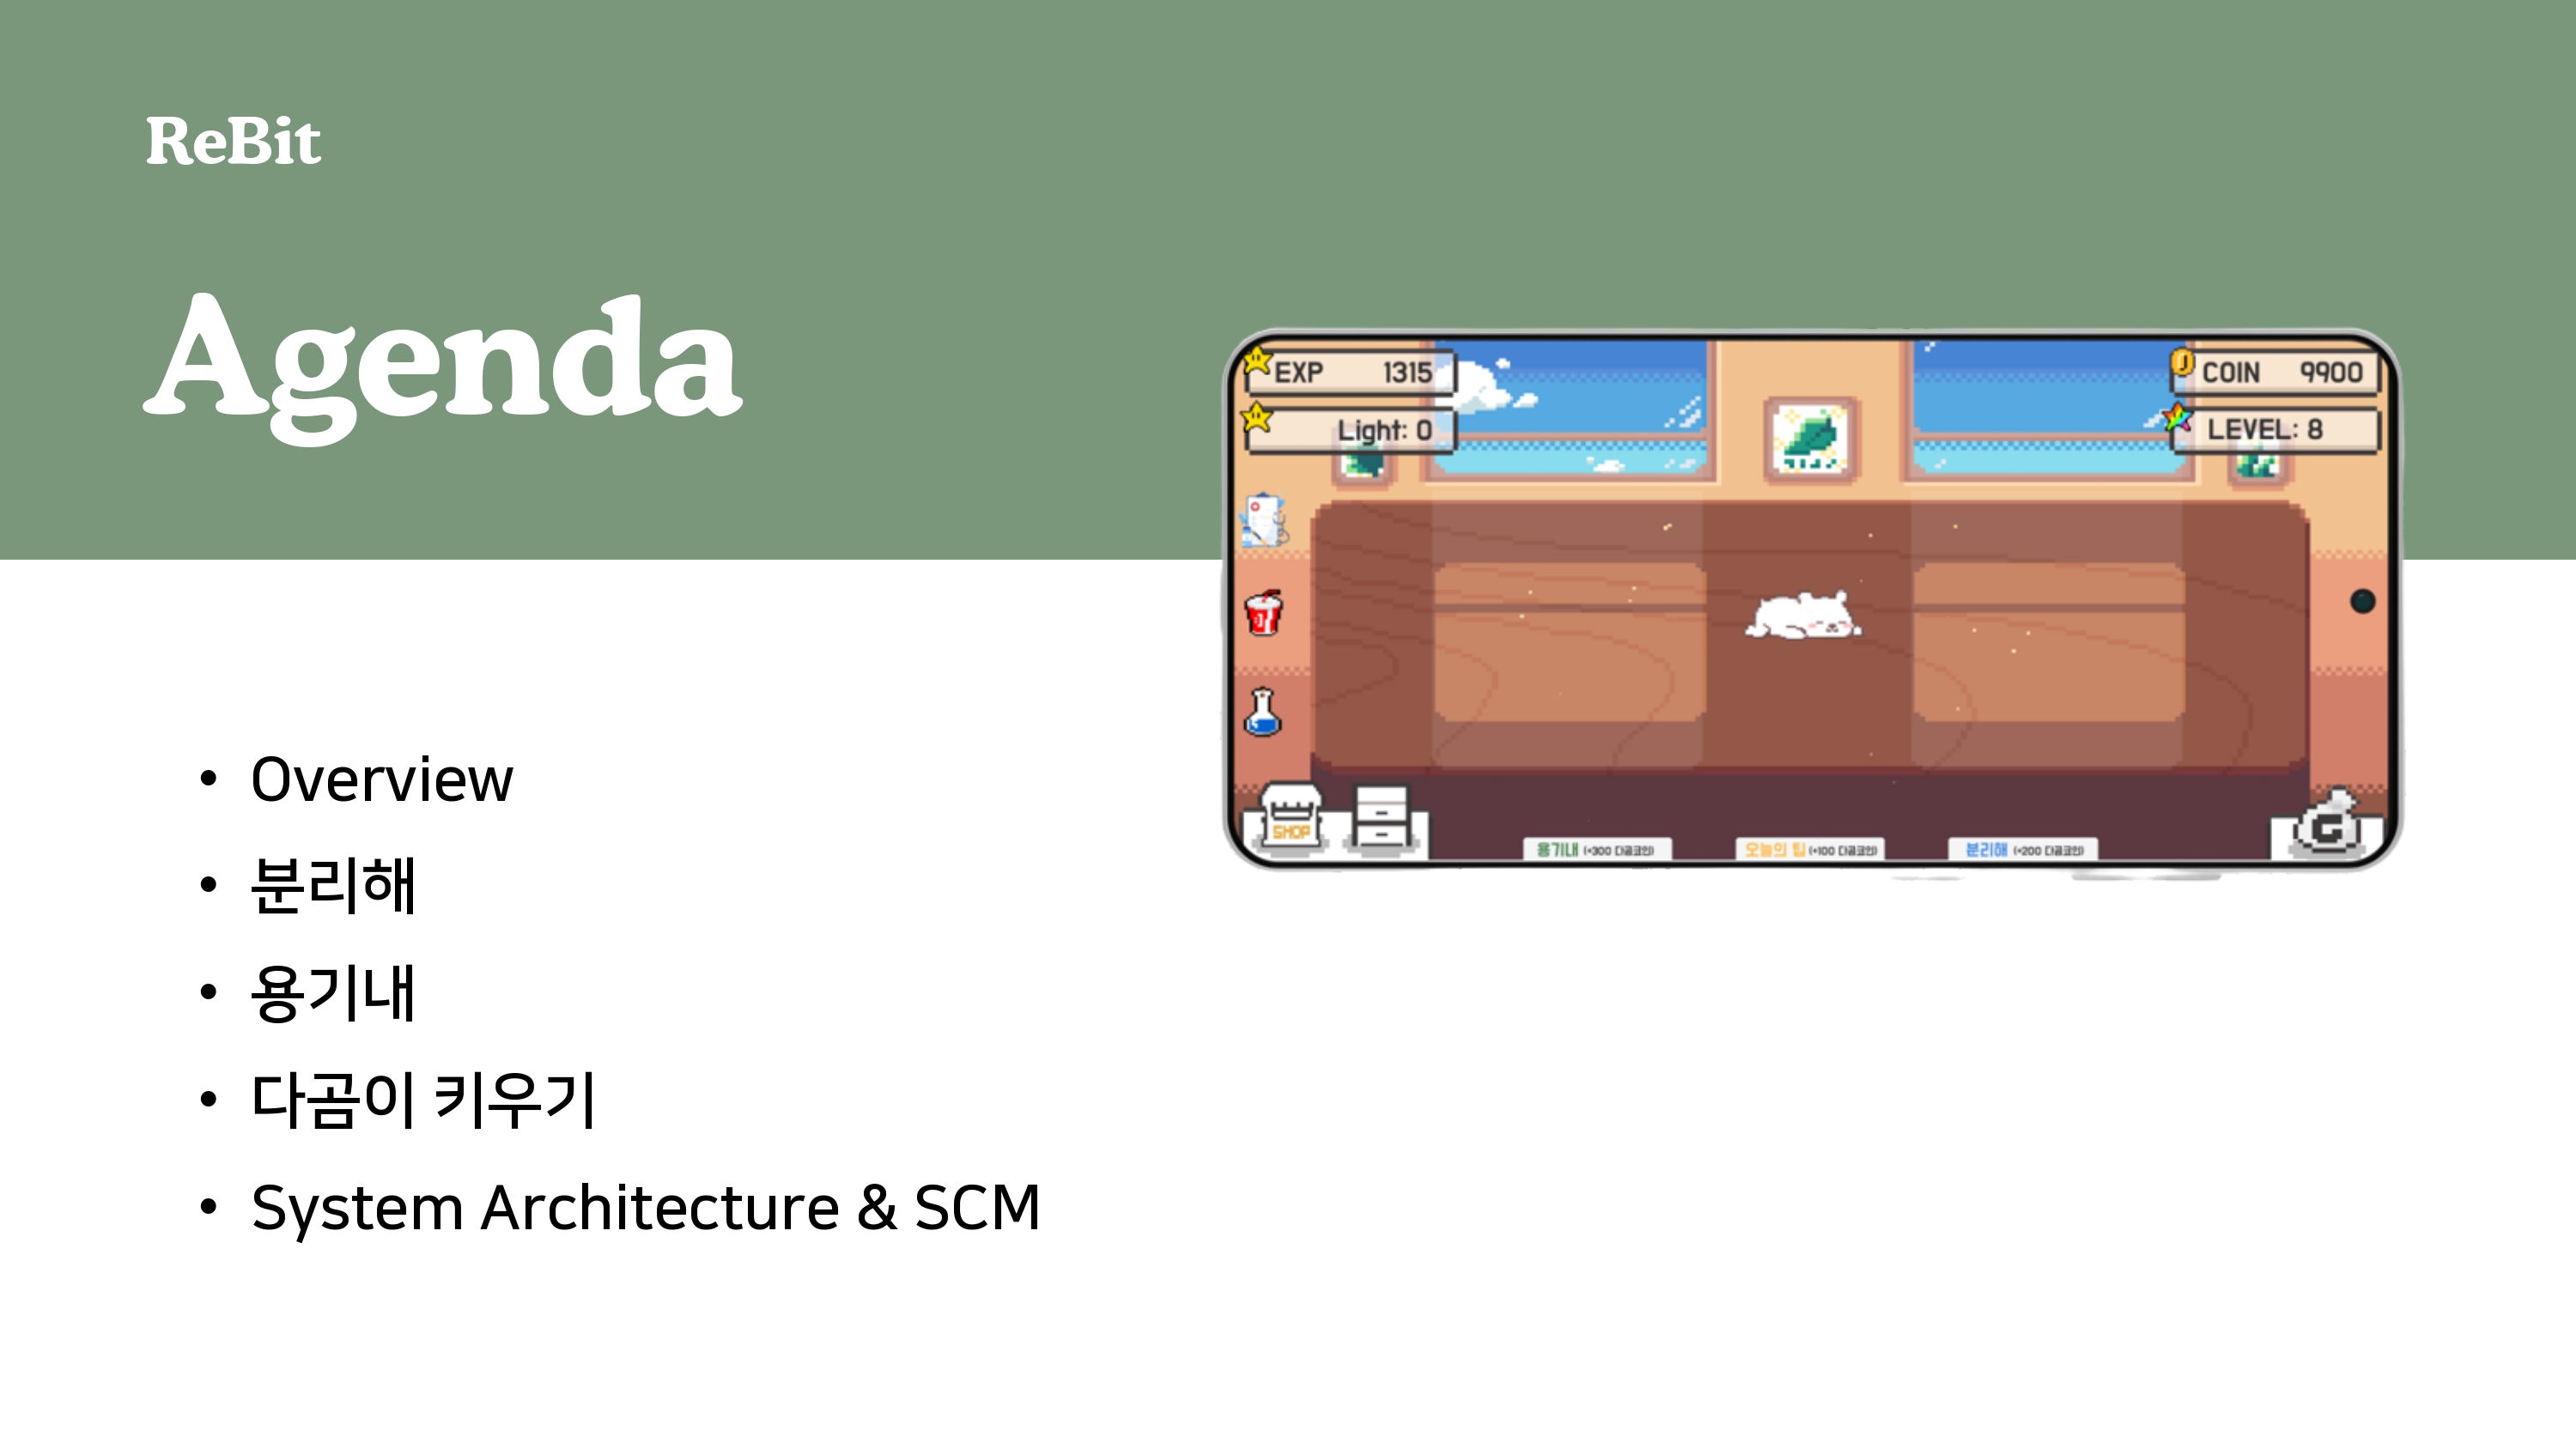 ReBit
Agenda
EXP 1315
Light: 0
COIN 9900
LEVEL: 8
SHOP
용기내 (+300 다곰코인)
오늘의 팁 (+100 다곰코인)
분리해 (+200 다곰코인)
G
• Overview
• 분리해
• 용기내
• 다곰이 키우기
• System Architecture & SCM